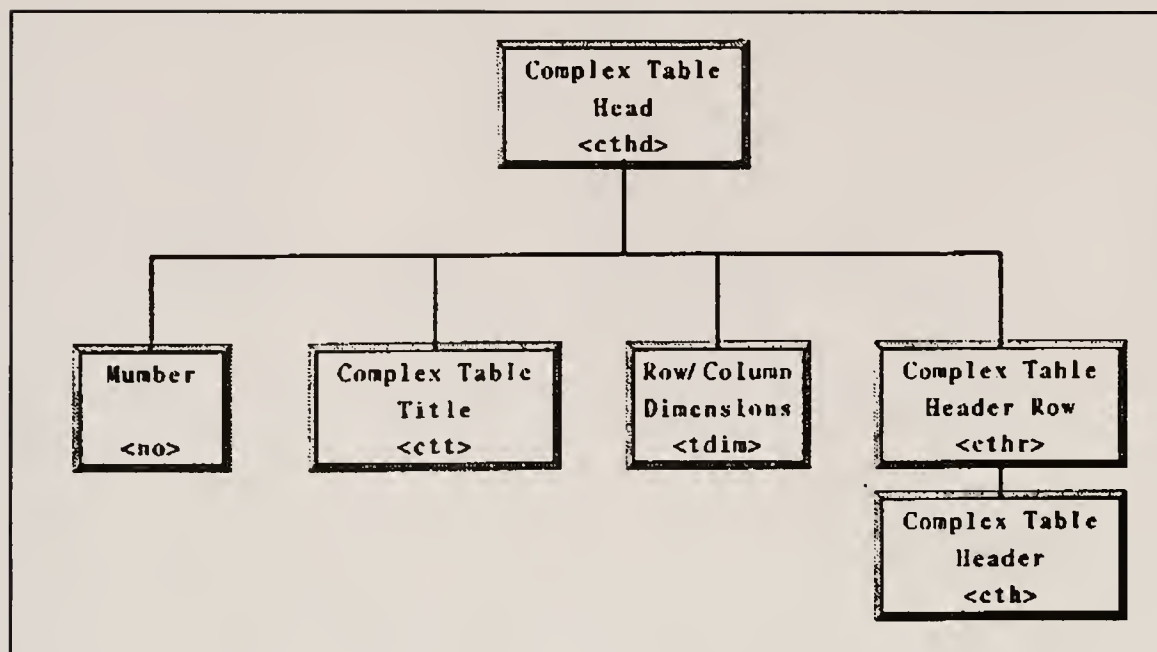 Complex Table
Head
<cthd>
Mumber
<no>
Complex Table
Title
<ctt>
Row/Column
Dimensions
<tdim>
Complex Table
Header Row
<cthr>
Complex Table
Header
<cth>